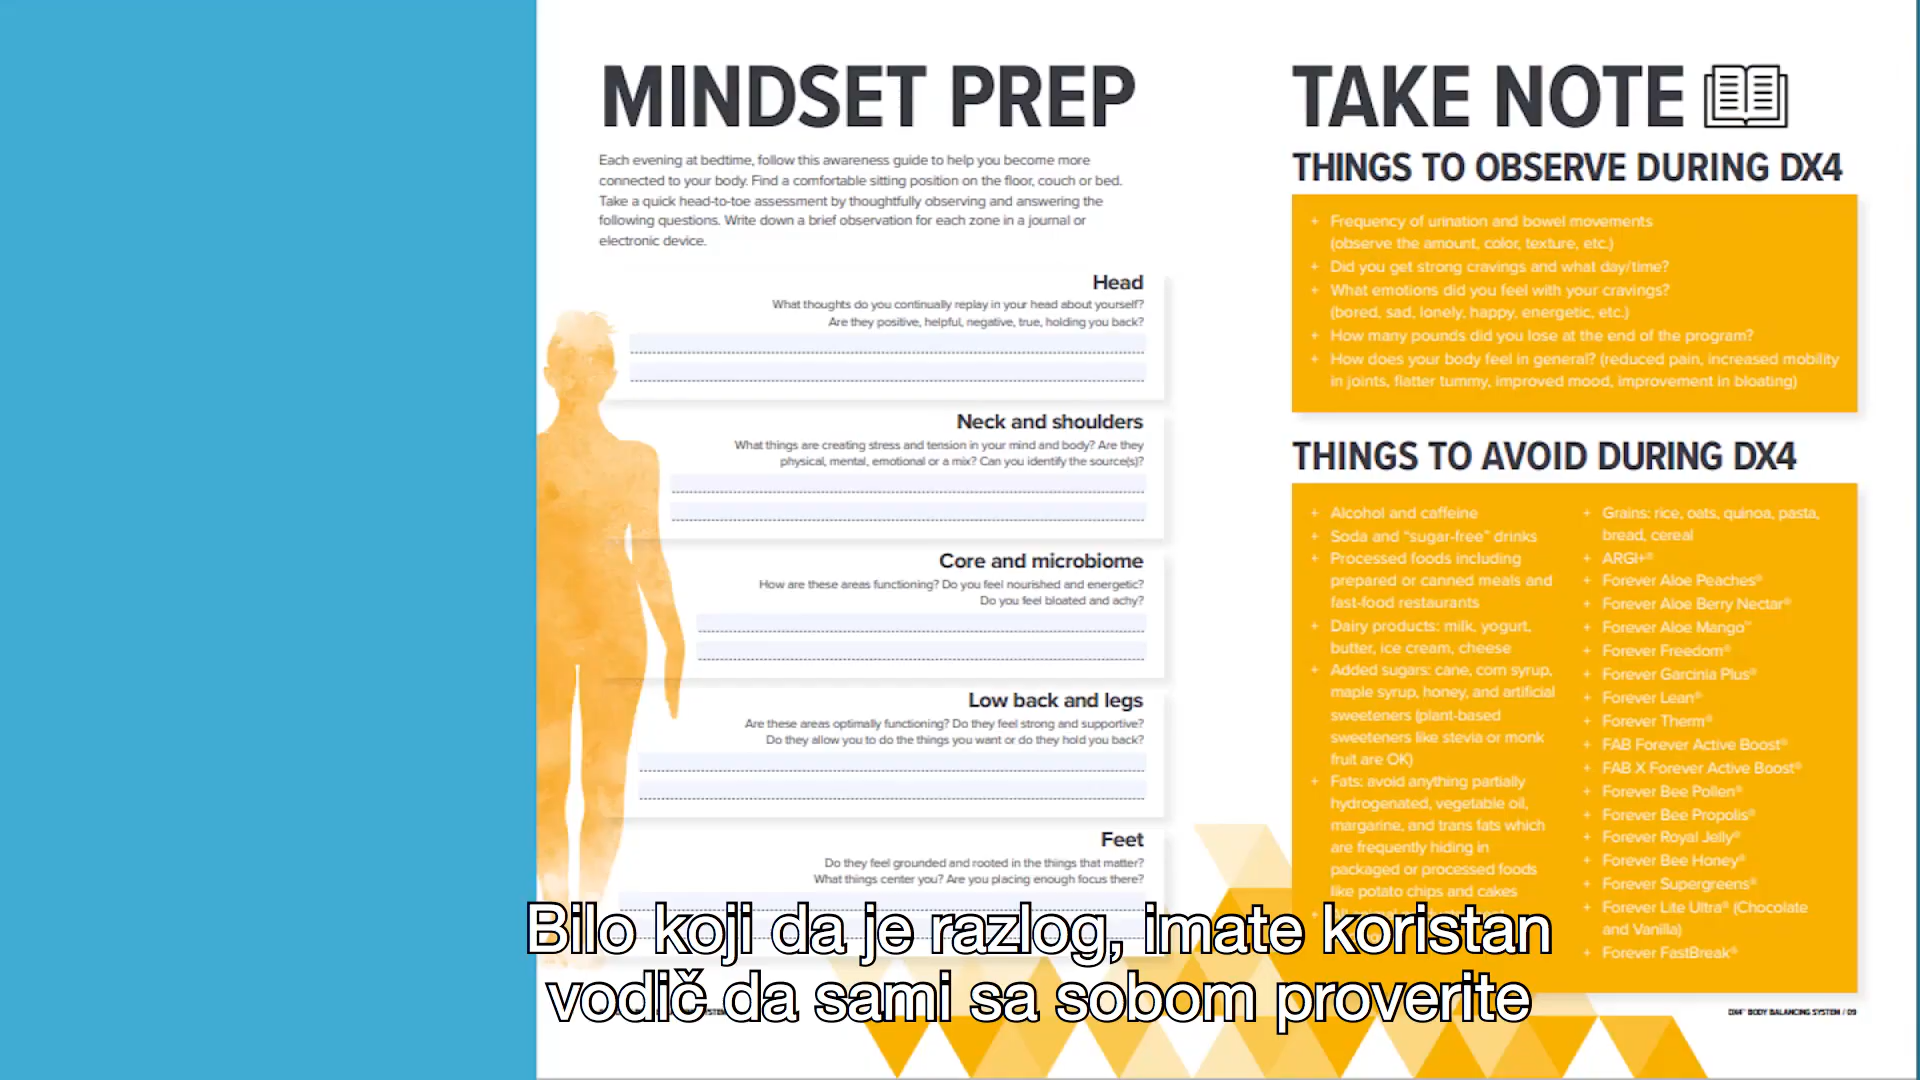 MINDSET PREP
Each evening at bedtime, follow this awareness guide to help you become more
connected to your body. Find a comfortable sitting position on the floor, couch or bed.
Take a quick head-to-toe assessment by thoughtfully observing and answering the
following questions. Write down a brief observation for each zone in a journal or
electronic device.
Head
What thoughts do you continually replay in your head about yourself?
Are they positive, helpful, negative, true, holding you back?
Neck and shoulders
What things are creating stress and tension in your mind and body? Are they
physical, mental, emotional or a mix? Can you identify the source(s)?
Core and microbiome
How are these areas functioning? Do you feel nourished and energetic?
Do you feel bloated and achy?
Low back and legs
Are these areas optimally functioning? Do they feel strong and supportive?
Do they allow you to do the things you want or do they hold you back?
Feet
Do they feel grounded and rooted in the things that matter?
What things center you? Are you placing enough focus there?
TAKE NOTE
THINGS TO OBSERVE DURING DX4
+ Frequency of urination and bowel movements
(observe the amount, color, texture, etc.)
+ Did you get strong cravings and what day/time?
+ What emotions did you feel with your cravings?
(bored, sad, lonely, happy, energetic, etc.)
+ How many pounds did you lose at the end of the program?
+ How does your body feel in general? (reduced pain, increased mobility
in joints, flatter tummy, improved mood, improvement in bloating)
THINGS TO AVOID DURING DX4
+ Alcohol and caffeine
+ Soda and "sugar-free" drinks
+ Processed foods including
prepared or canned meals and
fast-food restaurants
+ Dairy products: milk, yogurt,
butter, ice cream, cheese
+ Added sugars: cane, corn syrup,
maple syrup, honey, and artificial
sweeteners (plant-based
sweeteners like stevia or monk
fruit are OK)
+ Fats: avoid anything partially
hydrogenated, vegetable oil,
margarine, and trans fats which
are frequently hiding in
packaged or processed foods
like potato chips and cakes
+ Grains: rice, oats, quinoa, pasta,
bread, cereal
+ ARGI+®
+ Forever Aloe Peaches®
+ Forever Aloe Berry Nectar®
+ Forever Aloe Mango™
+ Forever Freedom®
+ Forever Garcinia Plus®
+ Forever Lean®
+ Forever Therm®
+ FAB Forever Active Boost®
+ FAB X Forever Active Boost®
+ Forever Bee Pollen®
+ Forever Bee Propolis®
+ Forever Royal Jelly®
+ Forever Bee Honey®
+ Forever Supergreens®
+ Forever Lite Ultra® (Chocolate
and Vanilla)
+ Forever FastBreak®
DX4™ BODY BALANCING SYSTEM / 09
Bilo koji da je razlog, imate koristan
vodič da sami sa sobom proverite